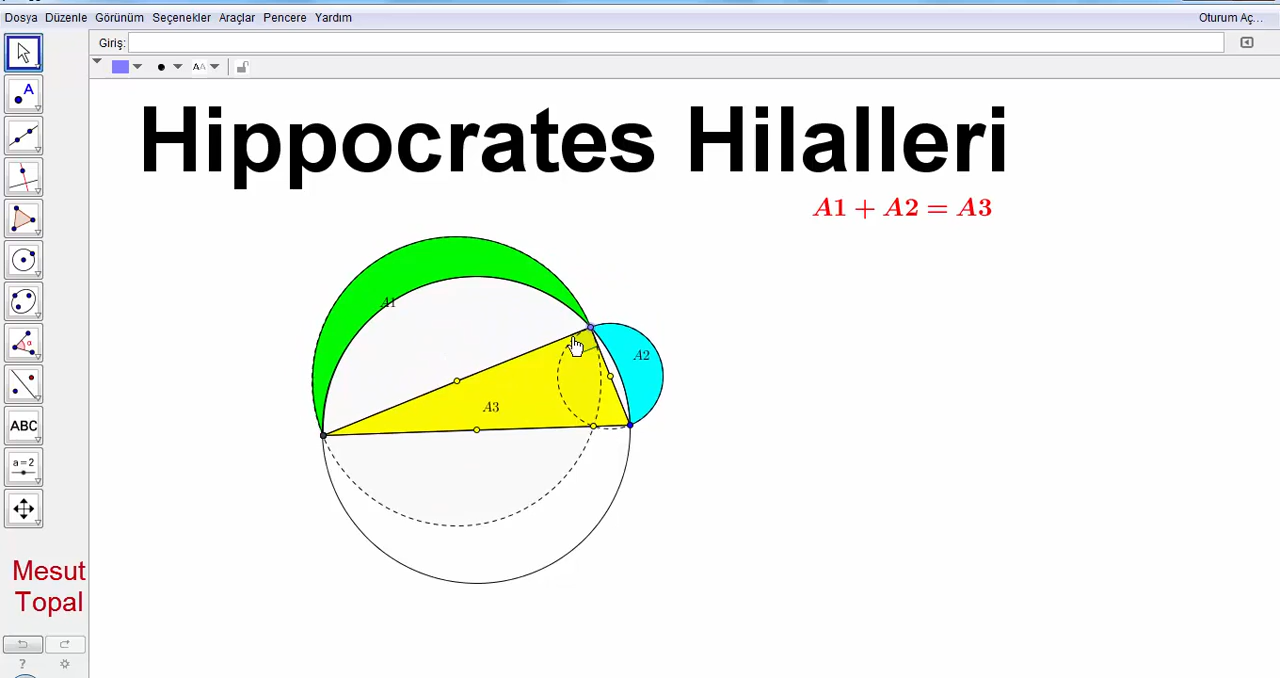 Dosya Düzenle Görünüm Seçenekler Araçlar Pencere Yardım Oturum Aç...
Giriş:
AA
A
Hippocrates Hilalleri
A1 + A2 = A3
A1
A2
A3
α
ABC
a = 2
Mesut
Topal
?